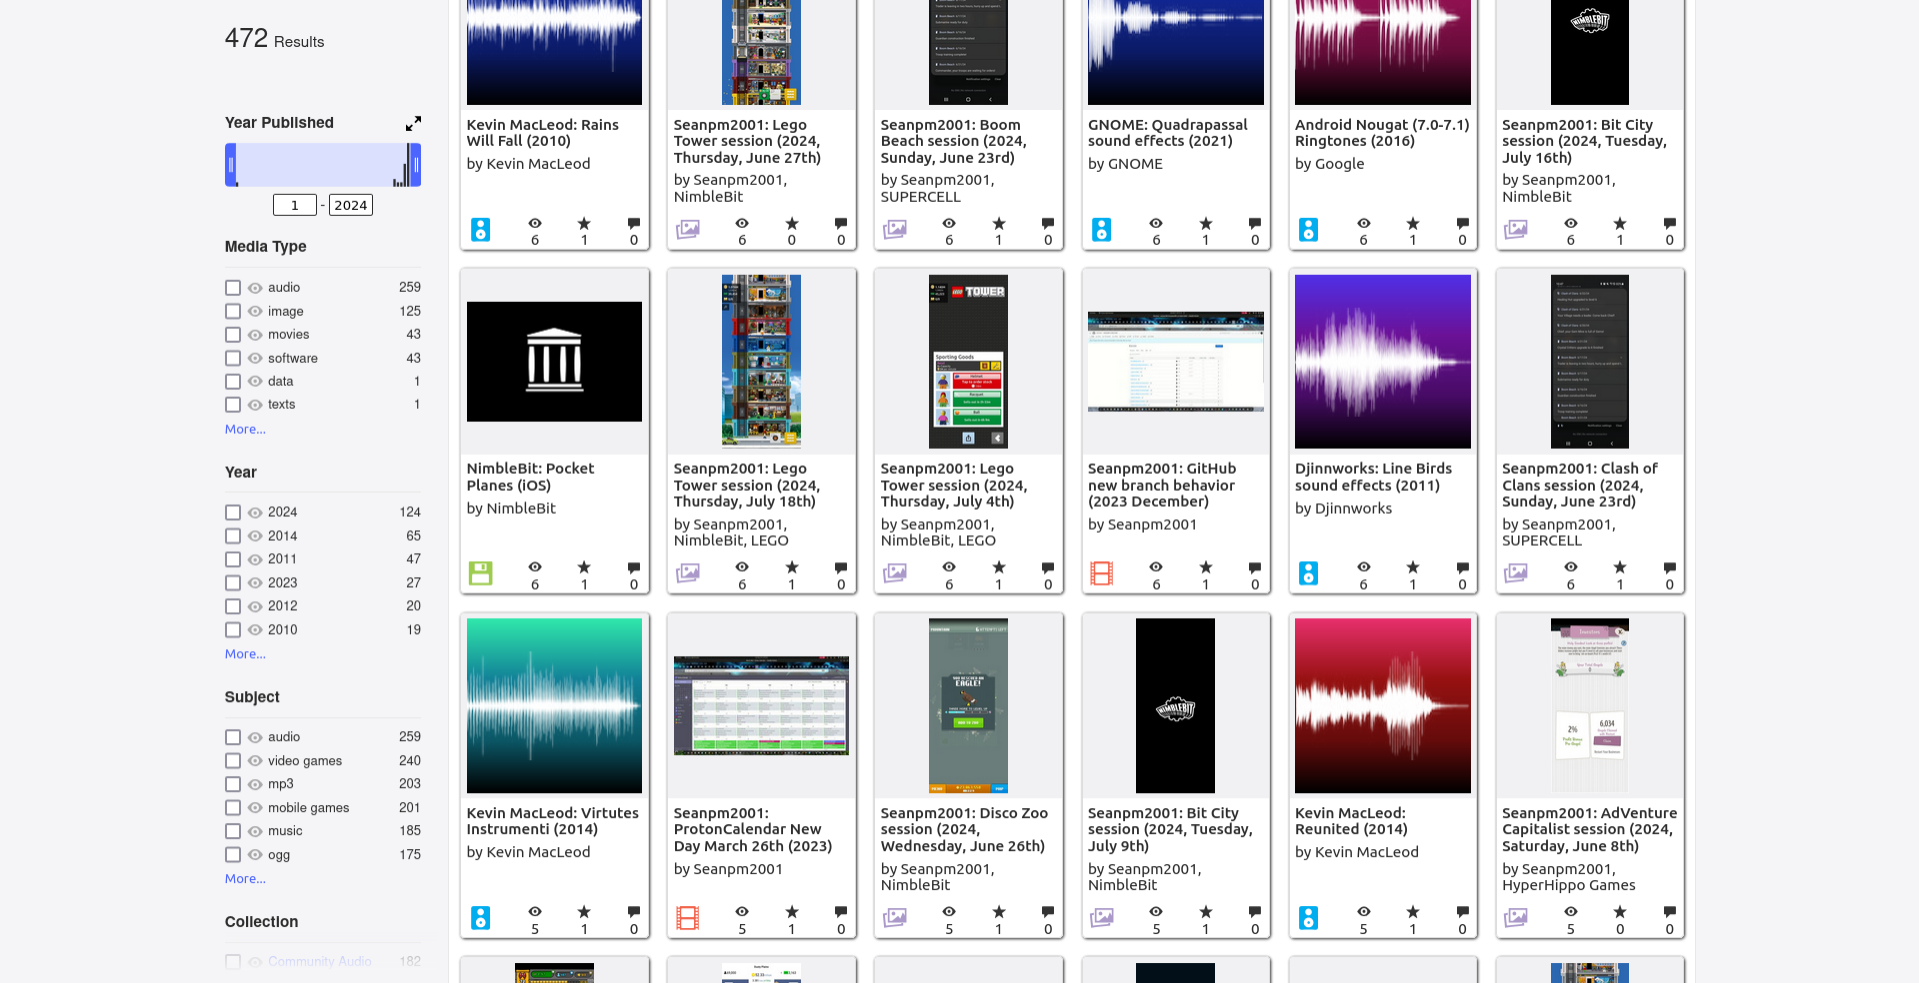 472 Results
Year Published
1 - 2024
Media Type
audio 259
image 125
movies 43
software 43
data 1
texts 1
More...
Year
2024 124
2014 65
2011 47
2023 27
2012 20
2010 19
More...
Subject
audio 259
video games 240
mp3 203
mobile games 201
music 185
ogg 175
More...
Collection
Community Audio 182
Kevin MacLeod: Rains
Will Fall (2010)
by Kevin MacLeod
6 1 0
Seanpm2001: Lego
Tower session (2024,
Thursday, June 27th)
by Seanpm2001,
NimbleBit
6 0 0
Seanpm2001: Boom
Beach session (2024,
Sunday, June 23rd)
by Seanpm2001,
SUPERCELL
6 1 0
GNOME: Quadrapassal
sound effects (2021)
by GNOME
6 1 0
Android Nougat (7.0-7.1)
Ringtones (2016)
by Google
6 1 0
NIMBLEBIT
Seanpm2001: Bit City
session (2024, Tuesday,
July 16th)
by Seanpm2001,
NimbleBit
6 1 0
NimbleBit: Pocket
Planes (iOS)
by NimbleBit
6 1 0
Seanpm2001: Lego
Tower session (2024,
Thursday, July 18th)
by Seanpm2001,
NimbleBit, LEGO
6 1 0
LEGO TOWER
Sporting Goods
Seanpm2001: Lego
Tower session (2024,
Thursday, July 4th)
by Seanpm2001,
NimbleBit, LEGO
6 1 0
Seanpm2001: GitHub
new branch behavior
(2023 December)
by Seanpm2001
6 1 0
Djinnworks: Line Birds
sound effects (2011)
by Djinnworks
6 1 0
Seanpm2001: Clash of
Clans session (2024,
Sunday, June 23rd)
by Seanpm2001,
SUPERCELL
6 1 0
Kevin MacLeod: Virtutes
Instrumenti (2014)
by Kevin MacLeod
5 1 0
Seanpm2001:
ProtonCalendar New
Day March 26th (2023)
by Seanpm2001
5 1 0
EAGLE!
Seanpm2001: Disco Zoo
session (2024,
Wednesday, June 26th)
by Seanpm2001,
NimbleBit
5 1 0
NIMBLEBIT
Seanpm2001: Bit City
session (2024, Tuesday,
July 9th)
by Seanpm2001,
NimbleBit
5 1 0
Kevin MacLeod:
Reunited (2014)
by Kevin MacLeod
5 1 0
2% 6,034
Seanpm2001: AdVenture
Capitalist session (2024,
Saturday, June 8th)
by Seanpm2001,
HyperHippo Games
5 0 0